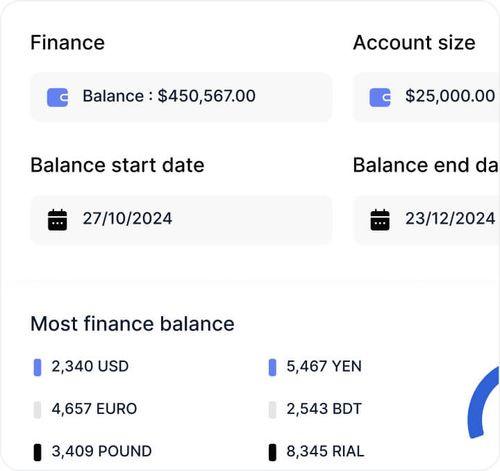 Finance
Account size
Balance : $450,567.00
$25,000.00
Balance start date
Balance end da
27/10/2024
23/12/2024
Most finance balance
2,340 USD
5,467 YEN
4,657 EURO
2,543 BDT
3,409 POUND
8,345 RIAL